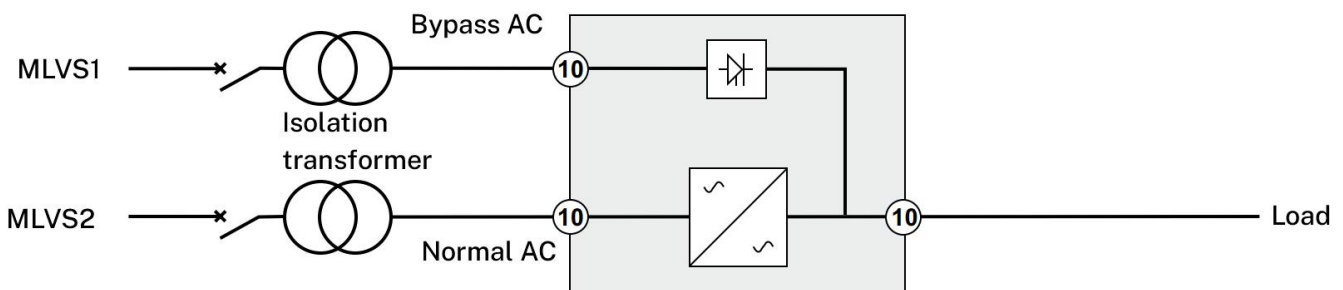 Bypass AC
MLVS1
10
Isolation
transformer
MLVS2
10
10
Load
Normal AC